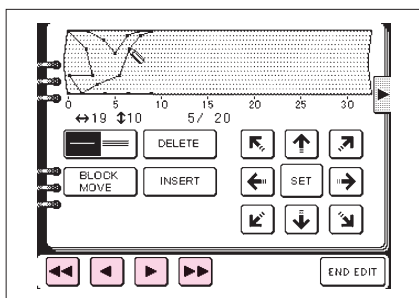 0 5 10 15 20 25 30
↔19 ↕10 5/ 20
DELETE
BLOCK
MOVE
INSERT
SET
END EDIT